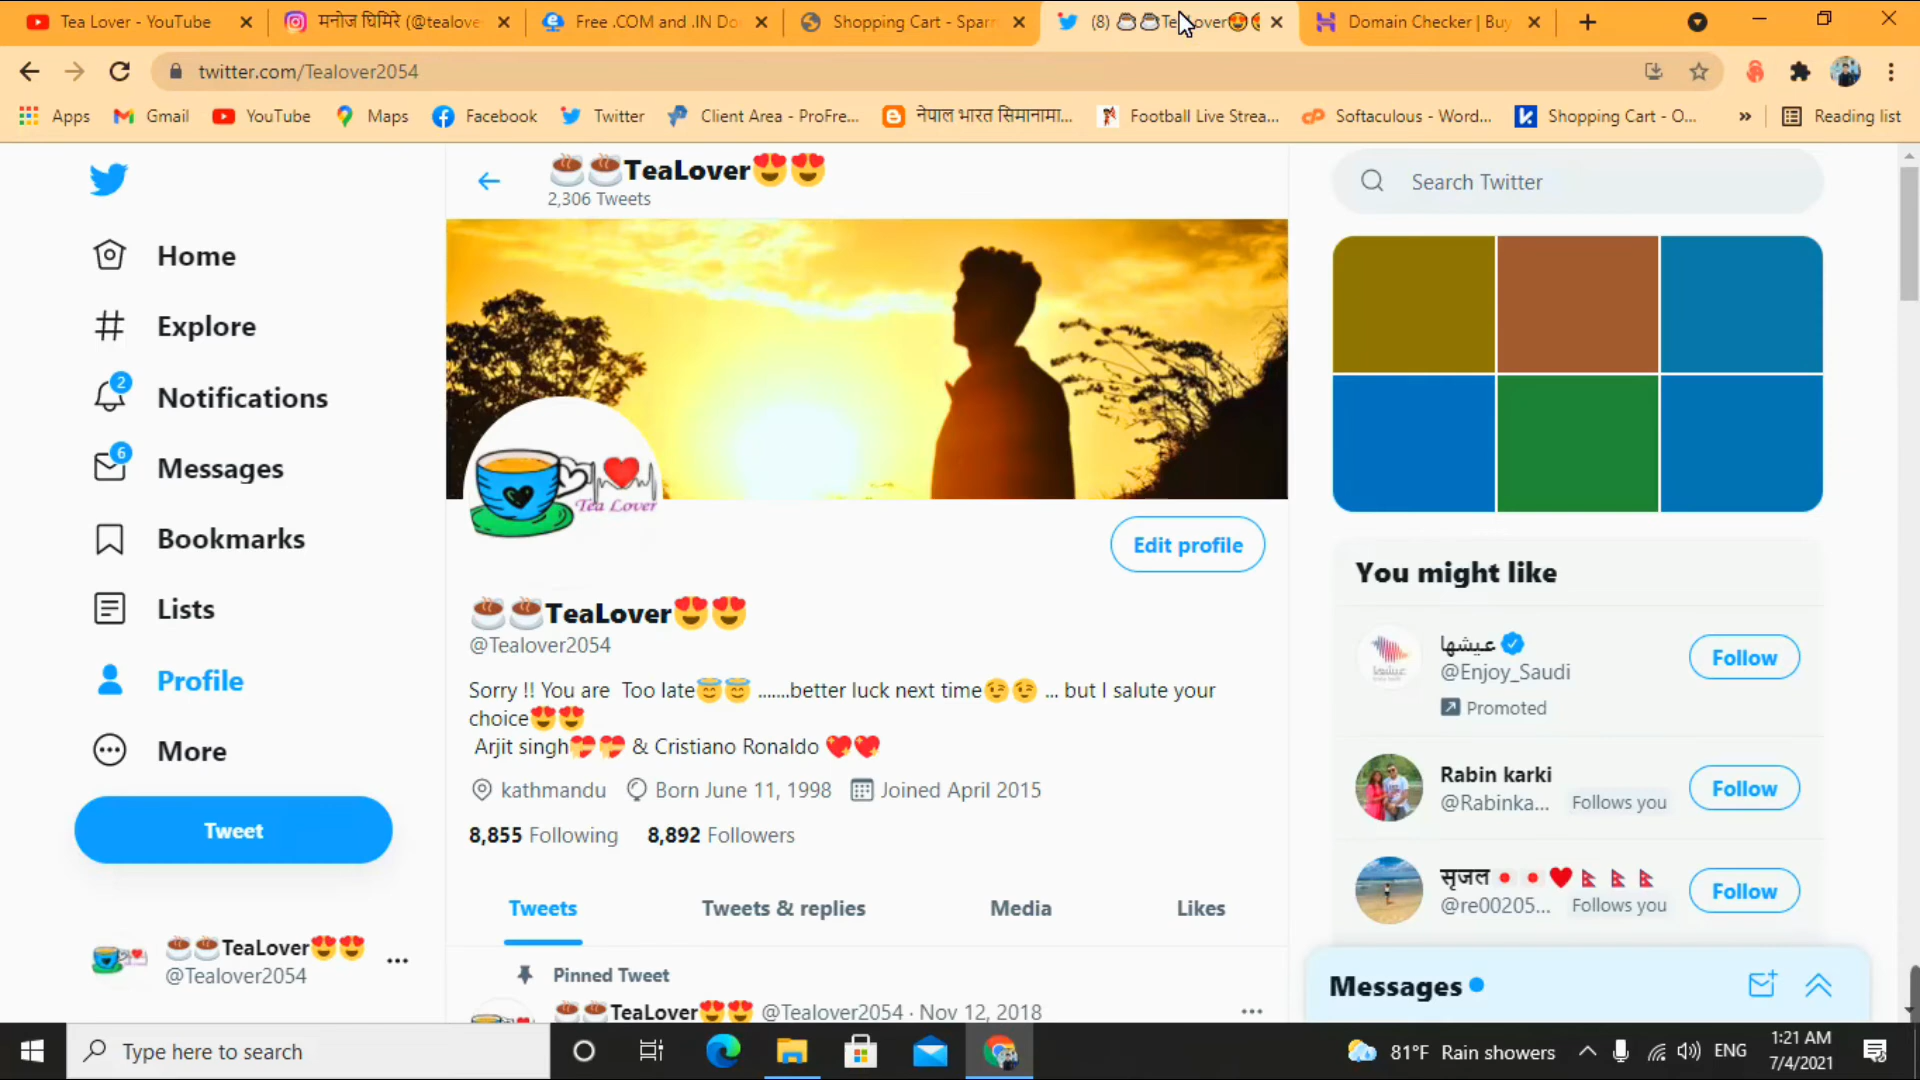 Tea Lover - YouTube
मनोज घिमिरे (@tealove
Free .COM and .IN Do
Shopping Cart - Spar
(8) ☕☕TeaLover😍
Domain Checker | Buy
twitter.com/Tealover2054
Apps
Gmail
YouTube
Maps
Facebook
Twitter
Client Area - ProFre...
नेपाल भारत सिमानामा...
Football Live Strea...
Softaculous - Word...
Shopping Cart - O...
»
Reading list
☕☕TeaLover😍😍
2,306 Tweets
Search Twitter
Home
Explore
2
Notifications
6
Messages
Bookmarks
Lists
Profile
More
Tweet
☕☕TeaLover😍😍
@Tealover2054
Tea Lover
Edit profile
☕☕TeaLover😍😍
@Tealover2054
Sorry !! You are Too late😇😇 .......better luck next time😉😉 ... but I salute your
choice😍😍
Arjit singh💝💝 & Cristiano Ronaldo 💖💖
kathmandu
Born June 11, 1998
Joined April 2015
8,855 Following
8,892 Followers
Tweets
Tweets & replies
Media
Likes
Pinned Tweet
☕☕TeaLover😍😍 @Tealover2054 · Nov 12, 2018
You might like
عيشها
@Enjoy_Saudi
Promoted
Follow
Rabin karki
@Rabinka... Follows you
Follow
सृजल 🇯🇵❤️🇳🇵🇳🇵🇳🇵
@re00205... Follows you
Follow
Messages
Type here to search
81°F Rain showers
ENG
1:21 AM
7/4/2021